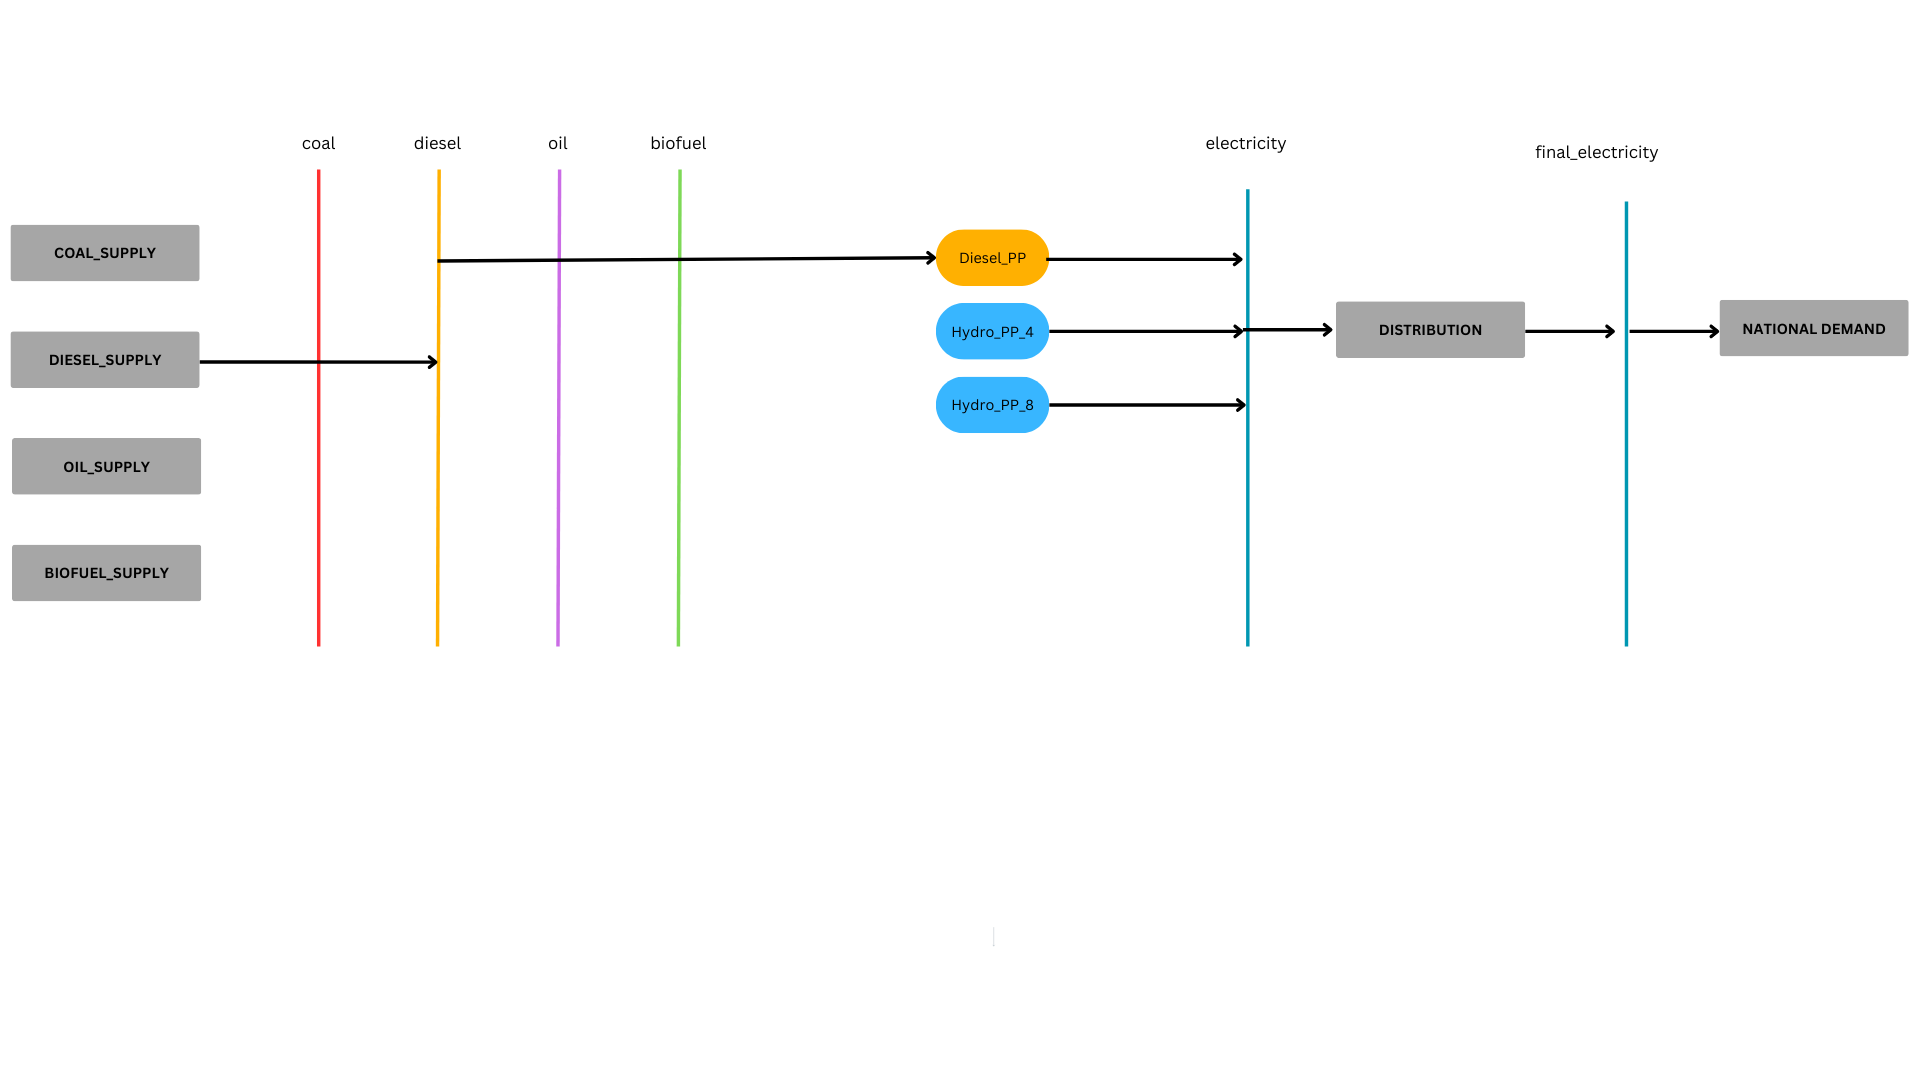 coal
diesel
oil
biofuel
electricity
final_electricity
COAL_SUPPLY
DIESEL_SUPPLY
OIL_SUPPLY
BIOFUEL_SUPPLY
Diesel_PP
Hydro_PP_4
Hydro_PP_8
DISTRIBUTION
NATIONAL DEMAND